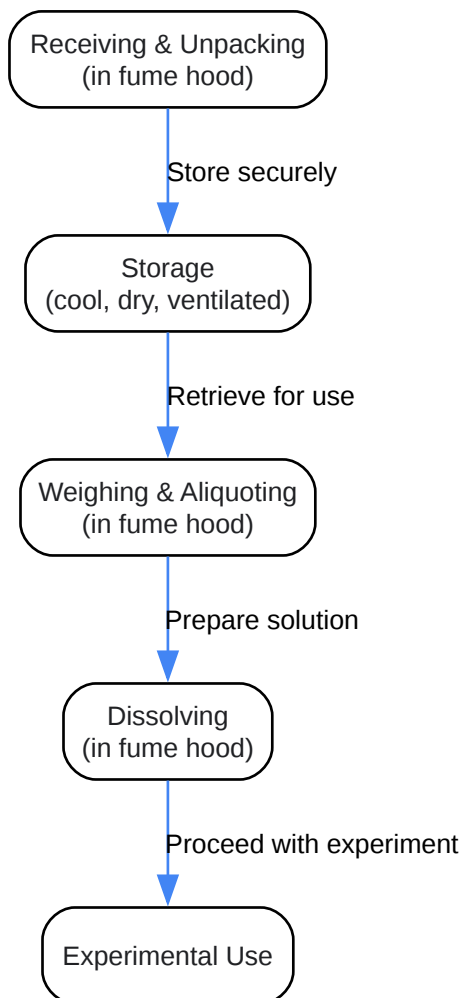 Receiving & Unpacking
(in fume hood)
Store securely
Storage
(cool, dry, ventilated)
Retrieve for use
Weighing & Aliquoting
(in fume hood)
Prepare solution
Dissolving
(in fume hood)
Proceed with experiment
Experimental Use